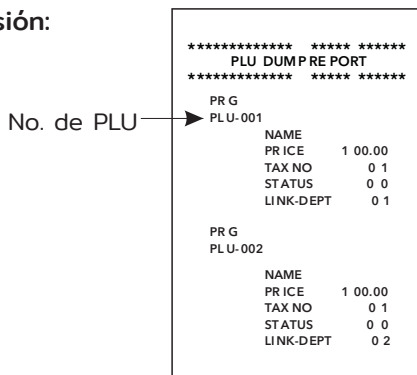 sión:
************* ***** ******
PLU DUMP REPORT
************* ***** ******
PRG
No. de PLU
PLU-001
NAME
PRICE 100.00
TAX NO 01
STATUS 00
LINK-DEPT 01
PRG
PLU-002
NAME
PRICE 100.00
TAX NO 01
STATUS 00
LINK-DEPT 02